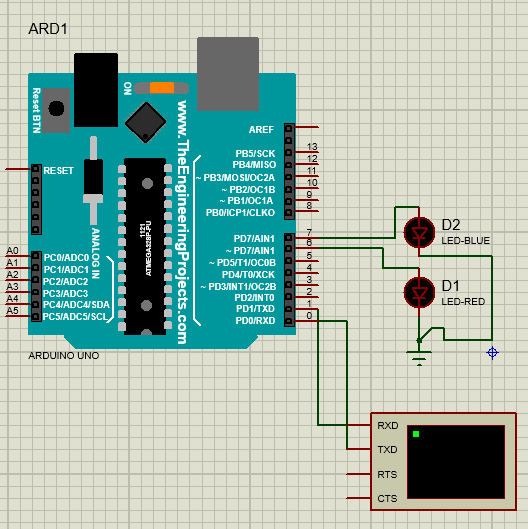 ARD1
ON
Reset BTN
www.TheEngineeringProjects.com
AREF
PB5/SCK 13
PB4/MISO 12
~ PB3/MOSI/OC2A 11
~ PB2/OC1B 10
~ PB1/OC1A 9
PB0/ICP1/CLKO 8
RESET
1121
ATMEGA328P-PU
ANALOG IN
A0 PC0/ADC0
A1 PC1/ADC1
A2 PC2/ADC2
A3 PC3/ADC3
A4 PC4/ADC4/SDA
A5 PC5/ADC5/SCL
PD7/AIN1 7
~ PD7/AIN1 6
~ PD5/T1/OC0B 5
PD4/T0/XCK 4
~ PD3/INT1/OC2B 3
PD2/INT0 2
PD1/TXD 1
PD0/RXD 0
ARDUINO UNO
D2
LED-BLUE
D1
LED-RED
RXD
TXD
RTS
CTS